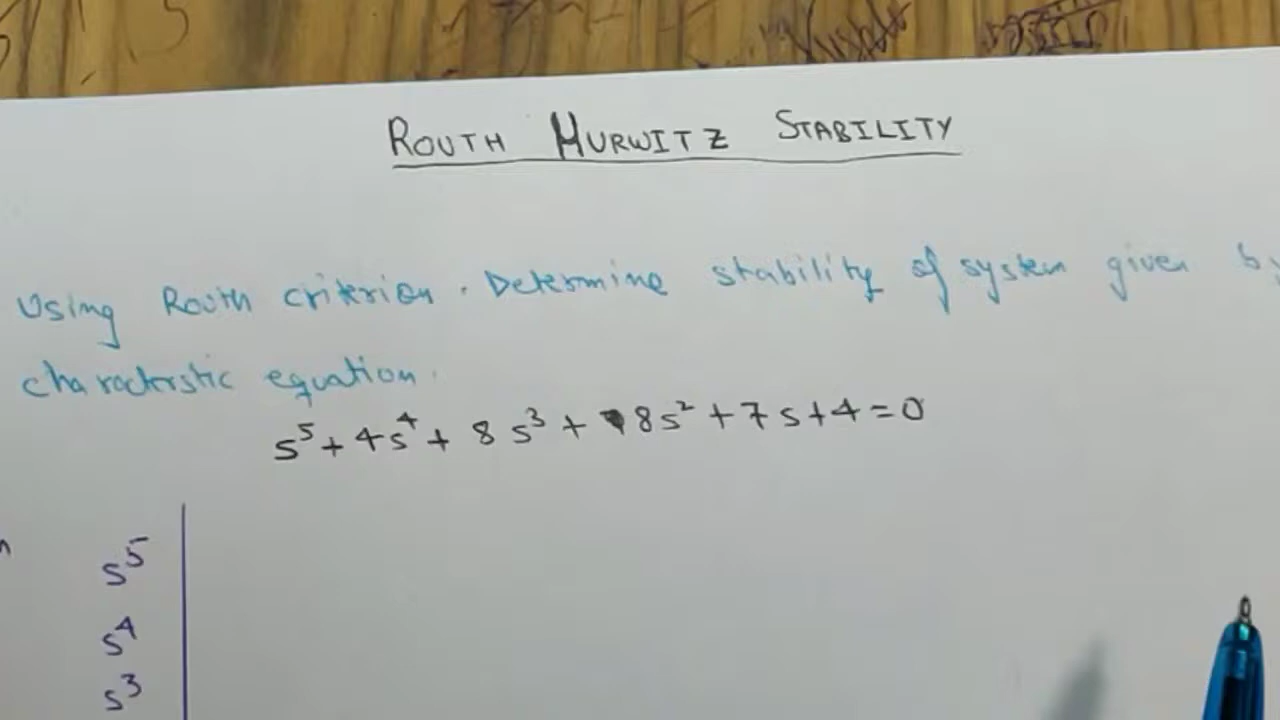 ROUTH HURWITZ STABILITY
Using Routh criterion. Determine stability of system given by
charactrstic equation.
s⁵ + 4s⁴ + 8s³ + 8s² + 7s + 4 = 0
s⁵
s⁴
s³